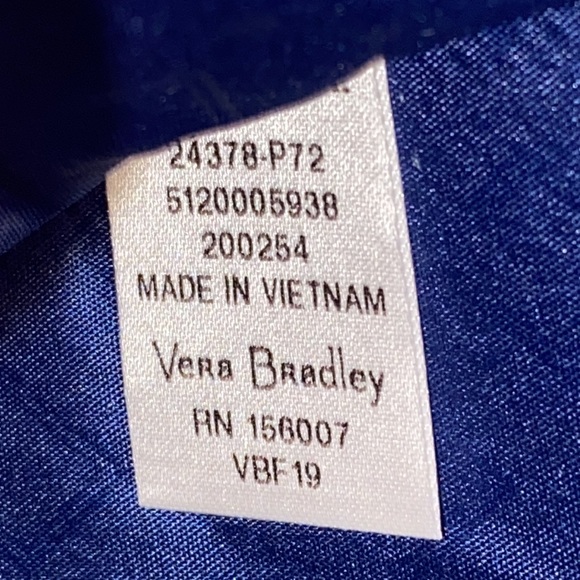 24378-P72
5120005938
200254
MADE IN VIETNAM
Vera Bradley
RN 156007
VBF19